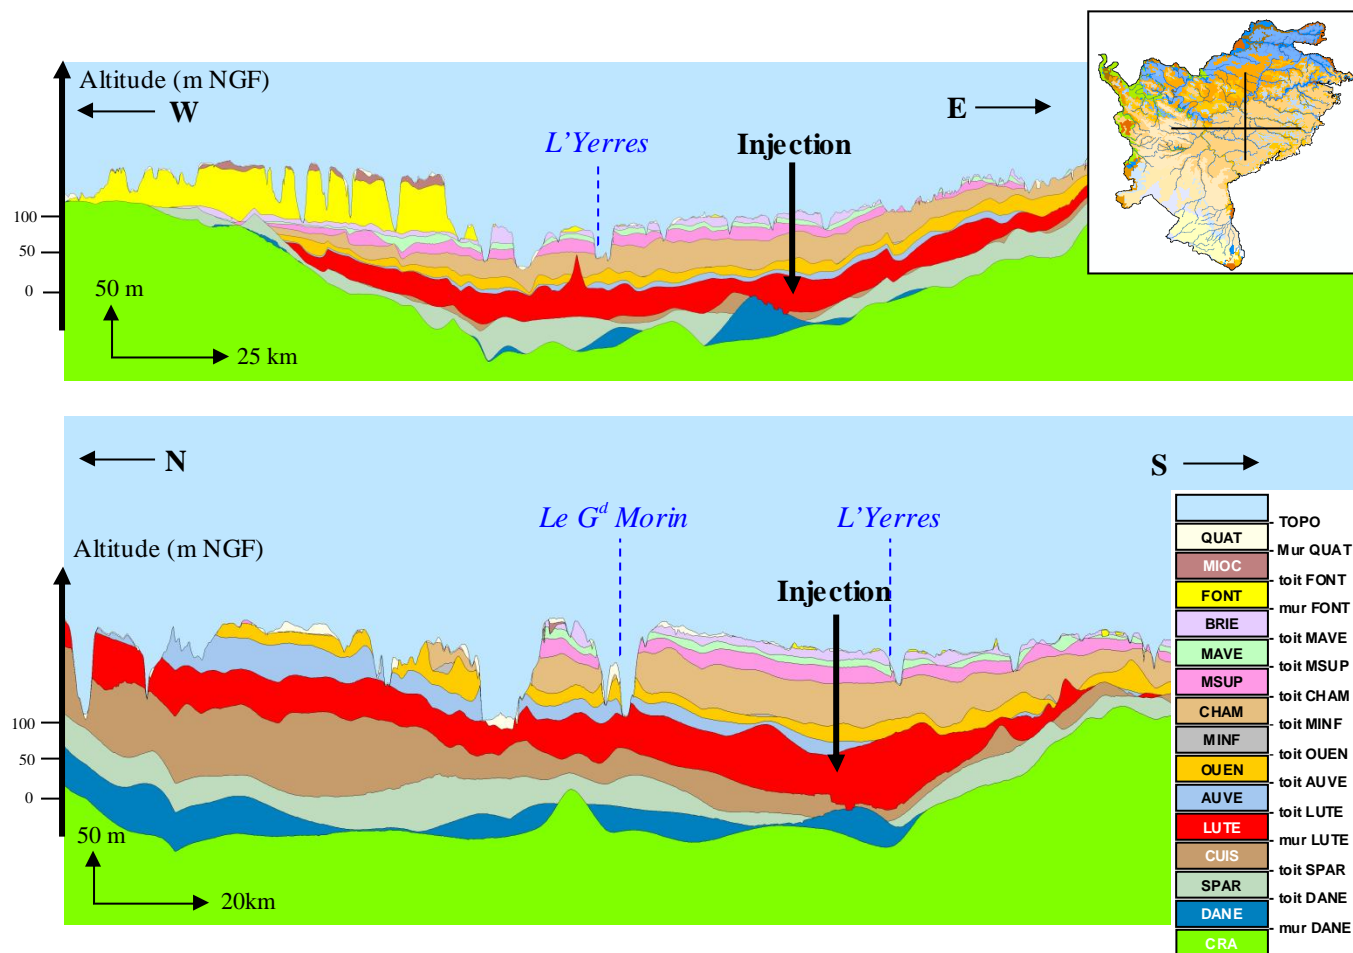 Altitude (m NGF)
W
E
L'Yerres
Injection
100
50
0
50 m
25 km
N
S
Le Gd Morin
L'Yerres
Altitude (m NGF)
Injection
100
50
0
50 m
20km
TOPO
QUAT
Mur QUAT
MIOC
toit FONT
FONT
mur FONT
BRIE
toit MAVE
MAVE
toit MSUP
MSUP
toit CHAM
CHAM
toit MINF
MINF
toit OUEN
OUEN
toit AUVE
AUVE
toit LUTE
LUTE
mur LUTE
CUIS
toit SPAR
SPAR
toit DANE
DANE
mur DANE
CRA